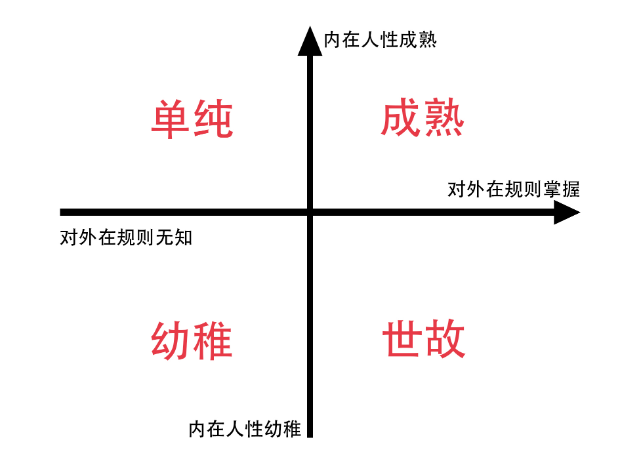 内在人性成熟
单纯
成熟
对外在规则掌握
对外在规则无知
幼稚
世故
内在人性幼稚